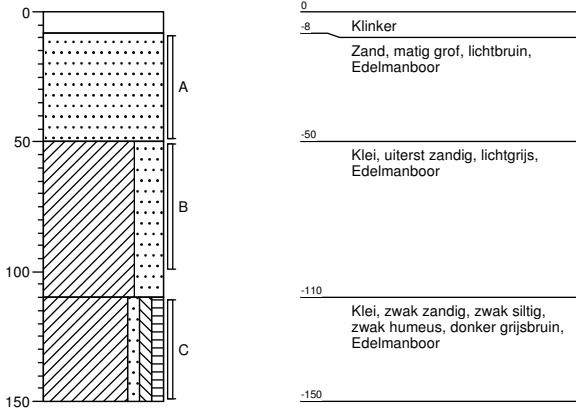 0
50
100
150
A
B
C
0
-8
Klinker
Zand, matig grof, lichtbruin,
Edelmanboor
-50
Klei, uiterst zandig, lichtgrijs,
Edelmanboor
-110
Klei, zwak zandig, zwak siltig,
zwak humeus, donker grijsbruin,
Edelmanboor
-150